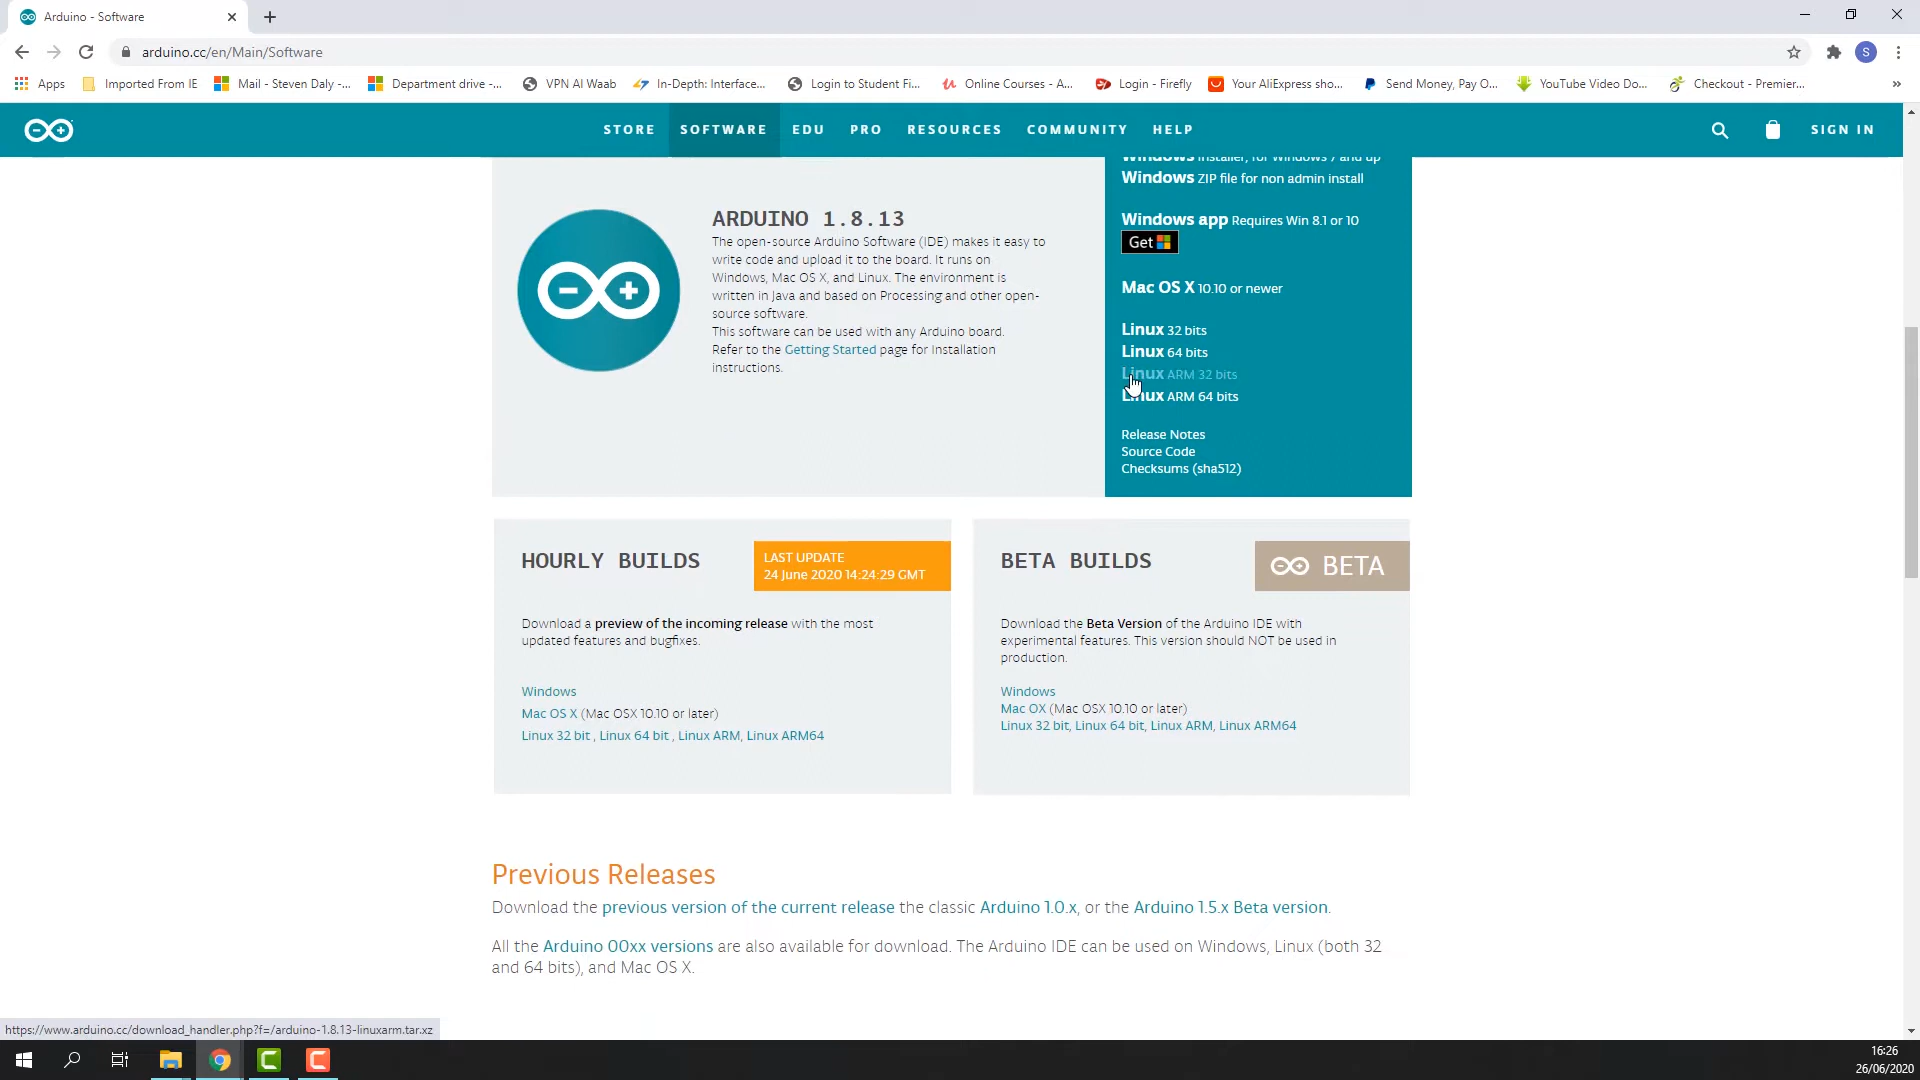 Arduino - Software
arduino.cc/en/Main/Software
S
Apps
Imported From IE
Mail - Steven Daly -...
Department drive -...
VPN Al Waab
In-Depth: Interface...
Login to Student Fi...
Online Courses - A...
Login - Firefly
Your AliExpress sho...
Send Money, Pay O...
YouTube Video Do...
Checkout - Premier...
»
STORE SOFTWARE EDU PRO RESOURCES COMMUNITY HELP
SIGN IN
Windows Installer, for Windows 7 and up
Windows ZIP file for non admin install
Windows app Requires Win 8.1 or 10
Get
Mac OS X 10.10 or newer
Linux 32 bits
Linux 64 bits
Linux ARM 32 bits
Linux ARM 64 bits
Release Notes
Source Code
Checksums (sha512)
ARDUINO 1.8.13
The open-source Arduino Software (IDE) makes it easy to
write code and upload it to the board. It runs on
Windows, Mac OS X, and Linux. The environment is
written in Java and based on Processing and other open-
source software.
This software can be used with any Arduino board.
Refer to the Getting Started page for Installation
instructions.
HOURLY BUILDS
LAST UPDATE
24 June 2020 14:24:29 GMT
Download a preview of the incoming release with the most
updated features and bugfixes.
Windows
Mac OS X (Mac OSX 10.10 or later)
Linux 32 bit , Linux 64 bit , Linux ARM, Linux ARM64
BETA BUILDS
BETA
Download the Beta Version of the Arduino IDE with
experimental features. This version should NOT be used in
production.
Windows
Mac OX (Mac OSX 10.10 or later)
Linux 32 bit, Linux 64 bit, Linux ARM, Linux ARM64
Previous Releases
Download the previous version of the current release the classic Arduino 1.0.x, or the Arduino 1.5.x Beta version.
All the Arduino 00xx versions are also available for download. The Arduino IDE can be used on Windows, Linux (both 32
and 64 bits), and Mac OS X.
https://www.arduino.cc/download_handler.php?f=/arduino-1.8.13-linuxarm.tar.xz
16:26
26/06/2020